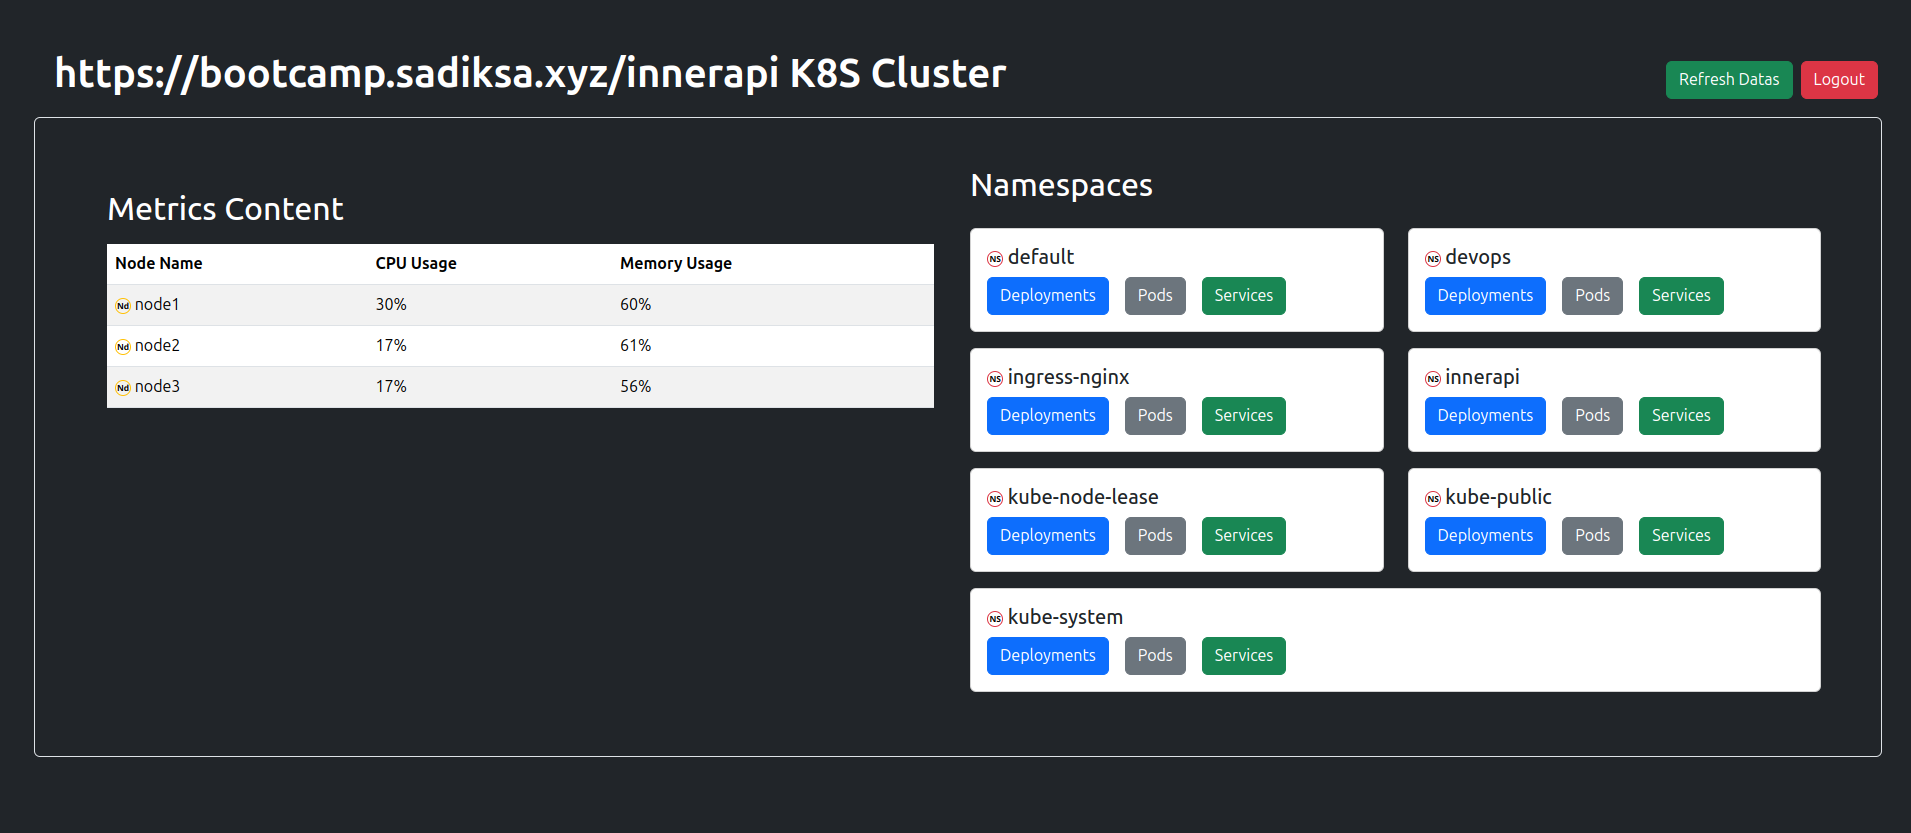 https://bootcamp.sadiksa.xyz/innerapi K8S Cluster
Refresh Datas Logout
Metrics Content
Node Name CPU Usage Memory Usage
Nd node1 30% 60%
Nd node2 17% 61%
Nd node3 17% 56%
Namespaces
NS default
Deployments Pods Services
NS devops
Deployments Pods Services
NS ingress-nginx
Deployments Pods Services
NS innerapi
Deployments Pods Services
NS kube-node-lease
Deployments Pods Services
NS kube-public
Deployments Pods Services
NS kube-system
Deployments Pods Services